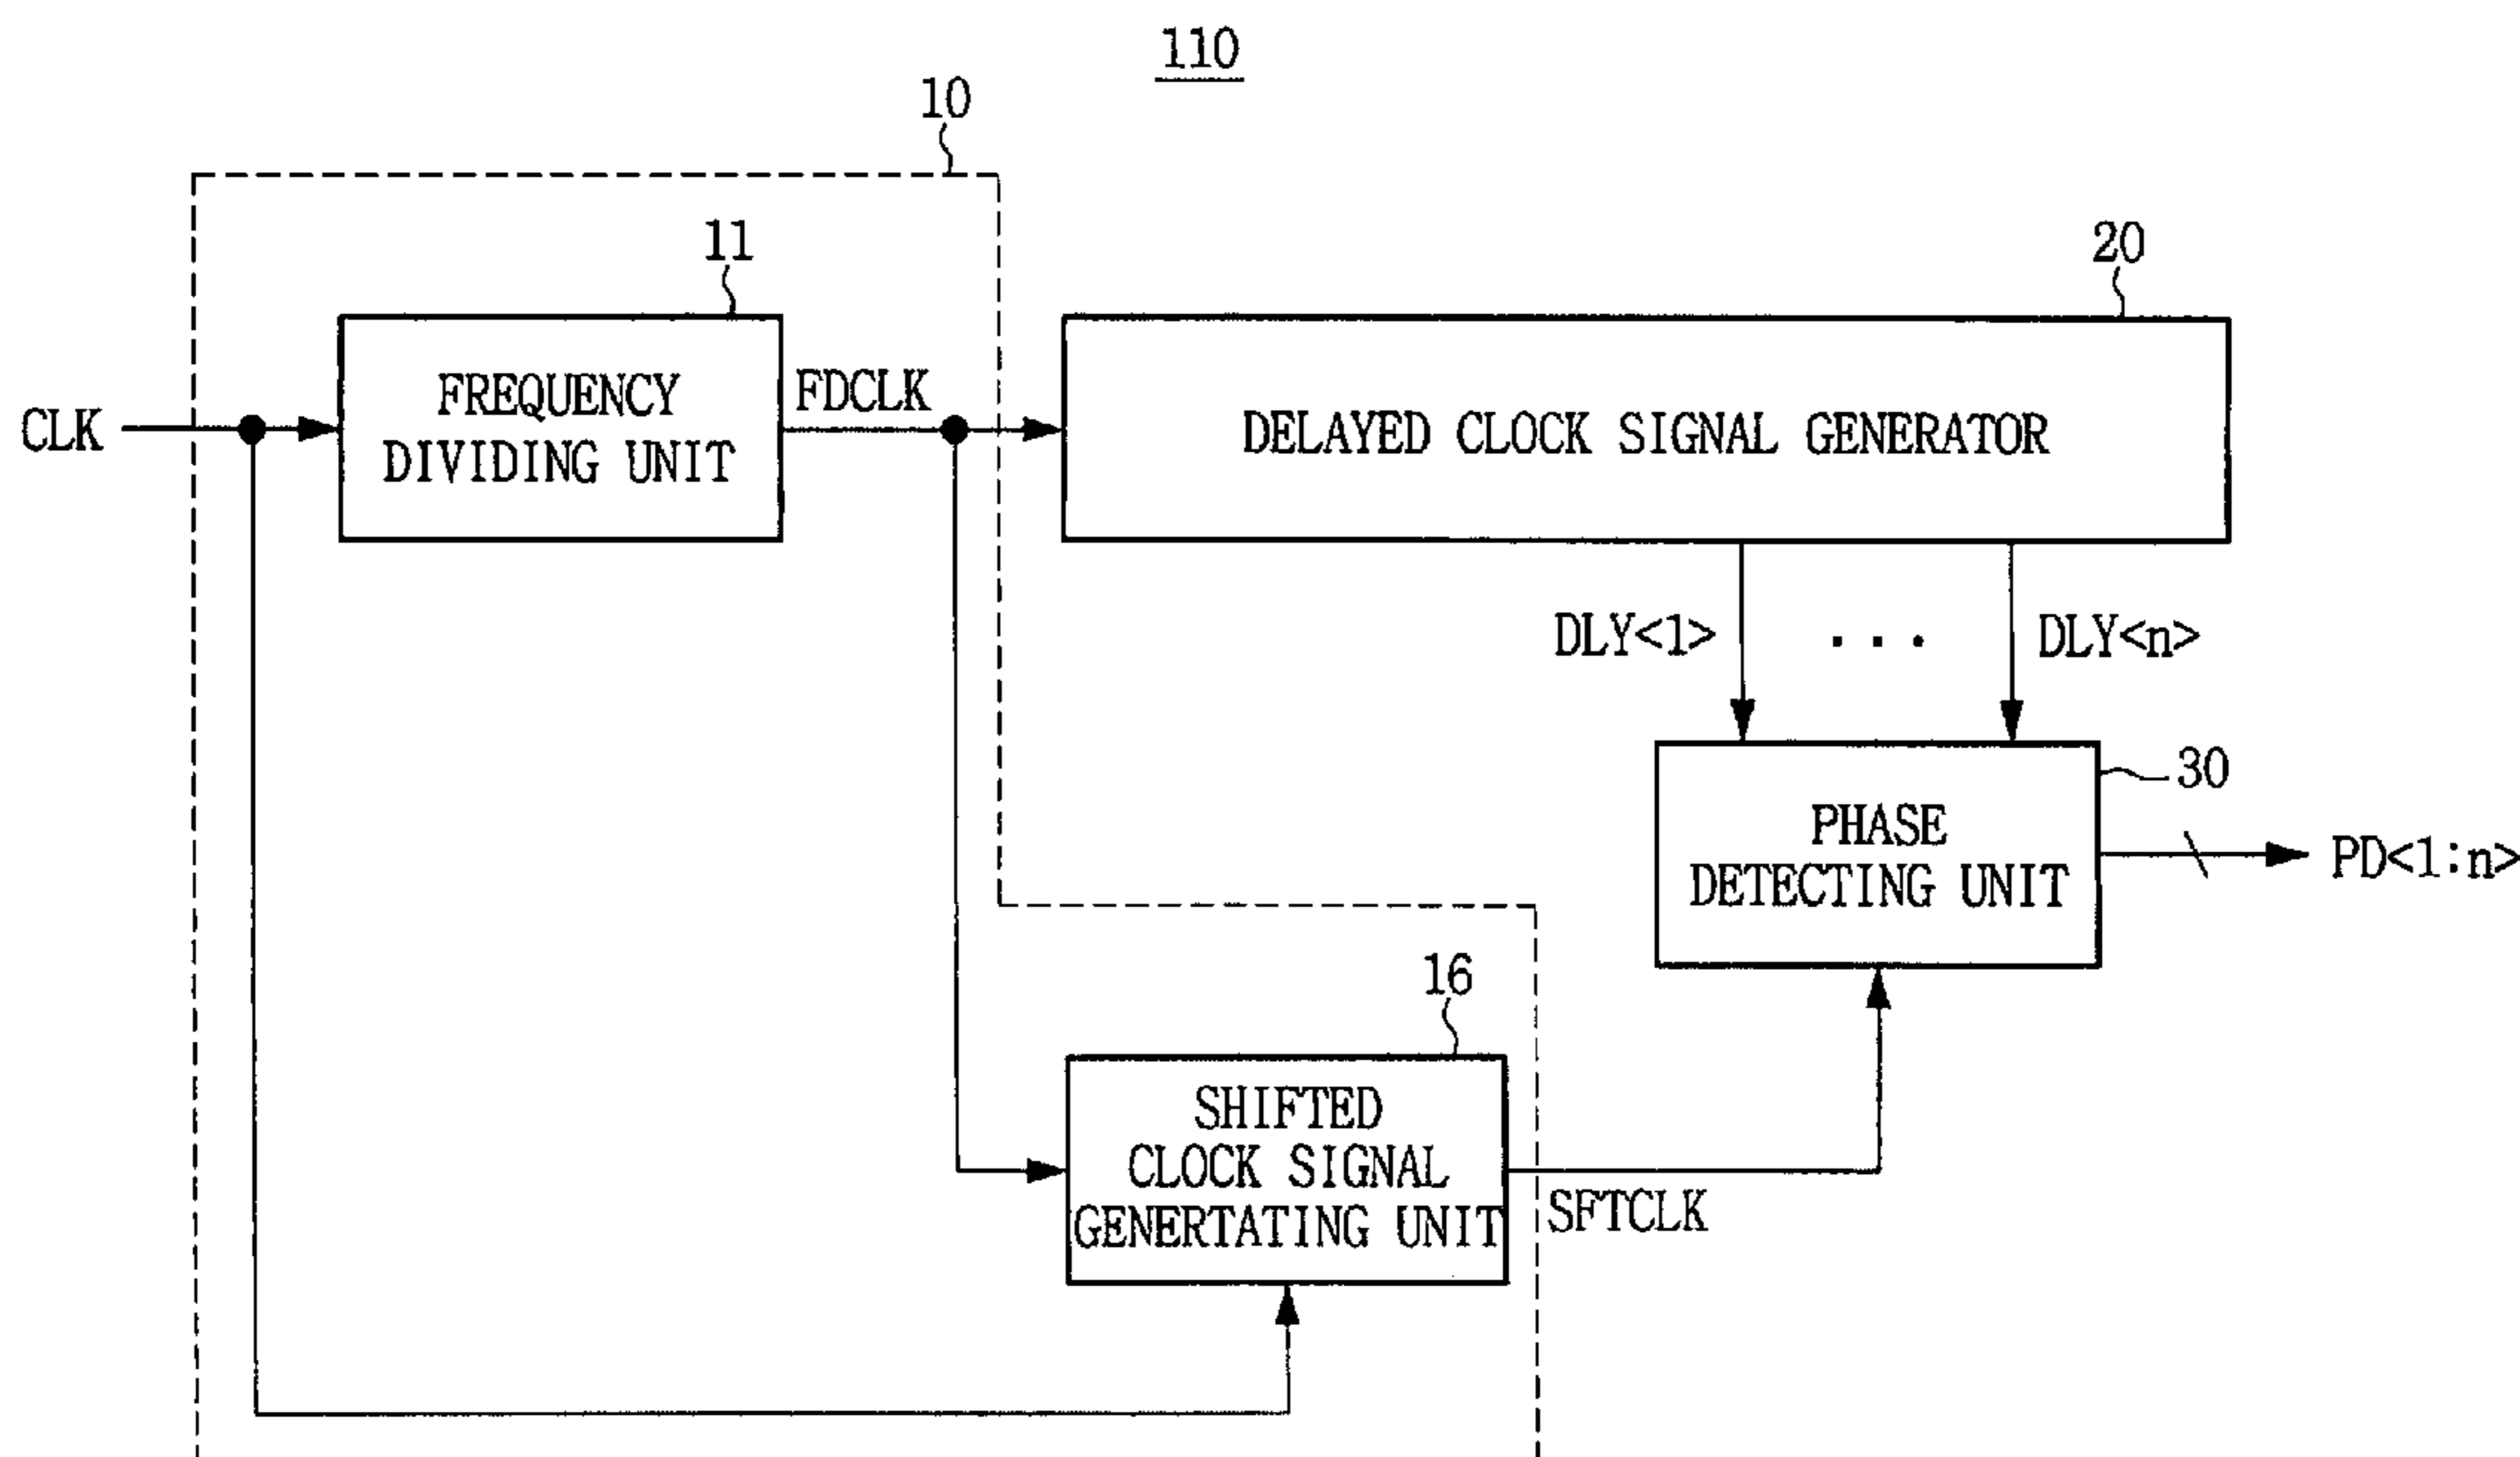 110
10
11
20
FREQUENCY
DIVIDING UNIT
CLK
FDCLK
DELAYED CLOCK SIGNAL GENERATOR
DLY<1>
...
DLY<n>
30
PHASE
DETECTING UNIT
PD<1:n>
16
SHIFTED
CLOCK SIGNAL
GENERTATING UNIT
SFTCLK